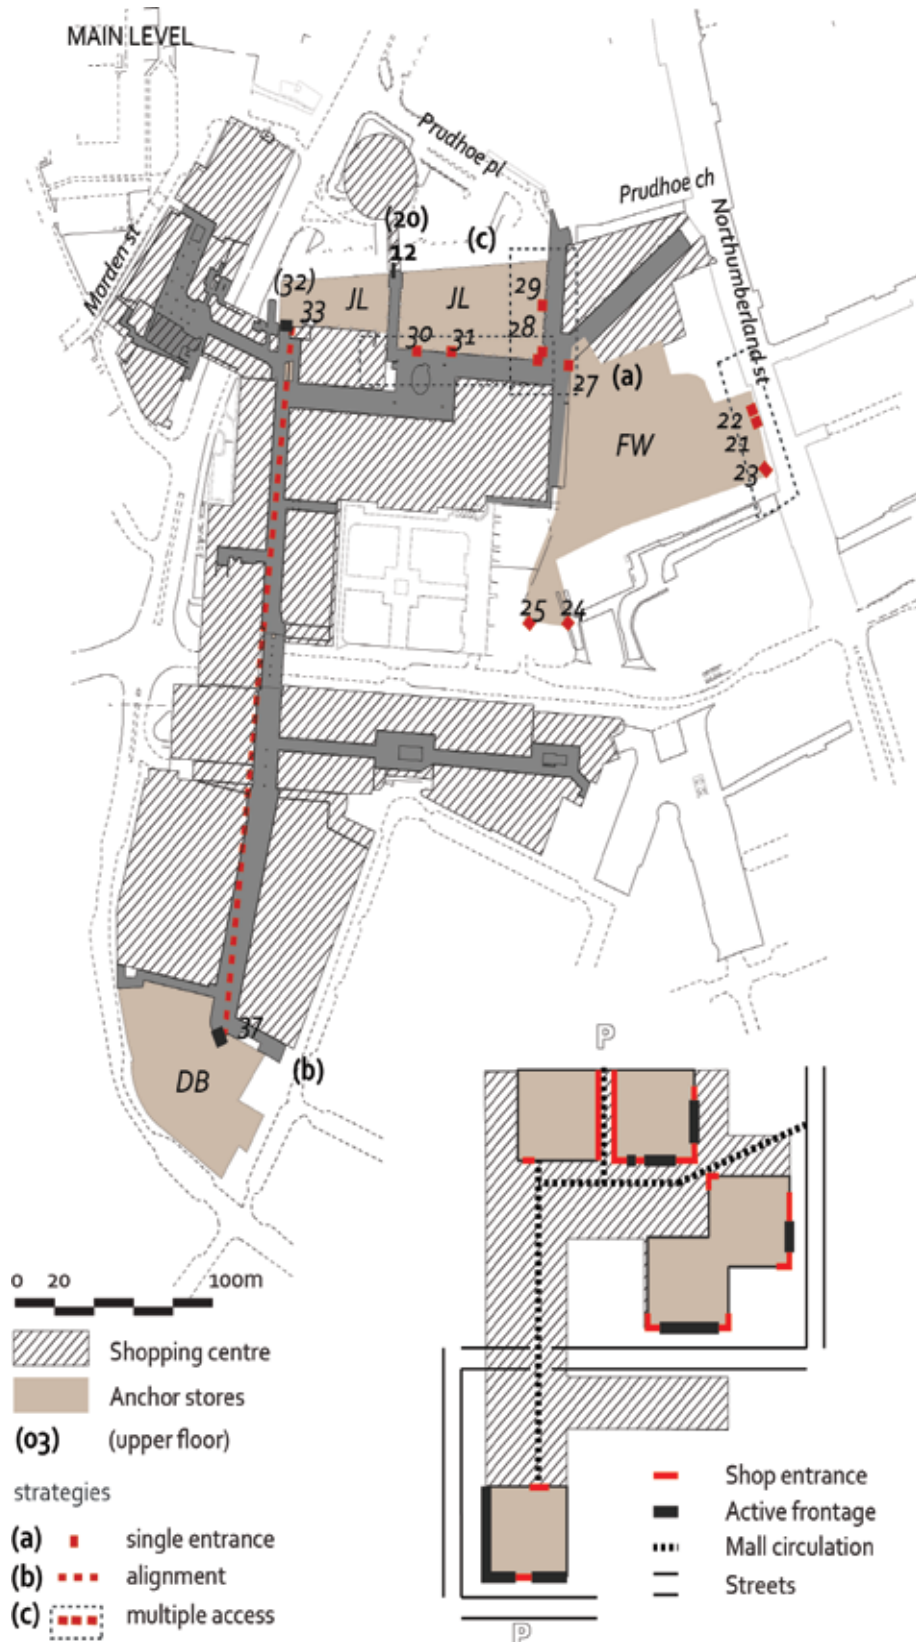 MAIN LEVEL
Prudhoe pl
Prudhoe ch
Northumberland st
Morden st
(20)
12
(c)
(32)
33
JL
JL
29
28
30
31
27
(a)
FW
22
21
23
25
24
37
DB
(b)
P
0 20 100m
Shopping centre
Anchor stores
(03) (upper floor)
strategies
(a) single entrance
(b) alignment
(c) multiple access
Shop entrance
Active frontage
Mall circulation
Streets
P